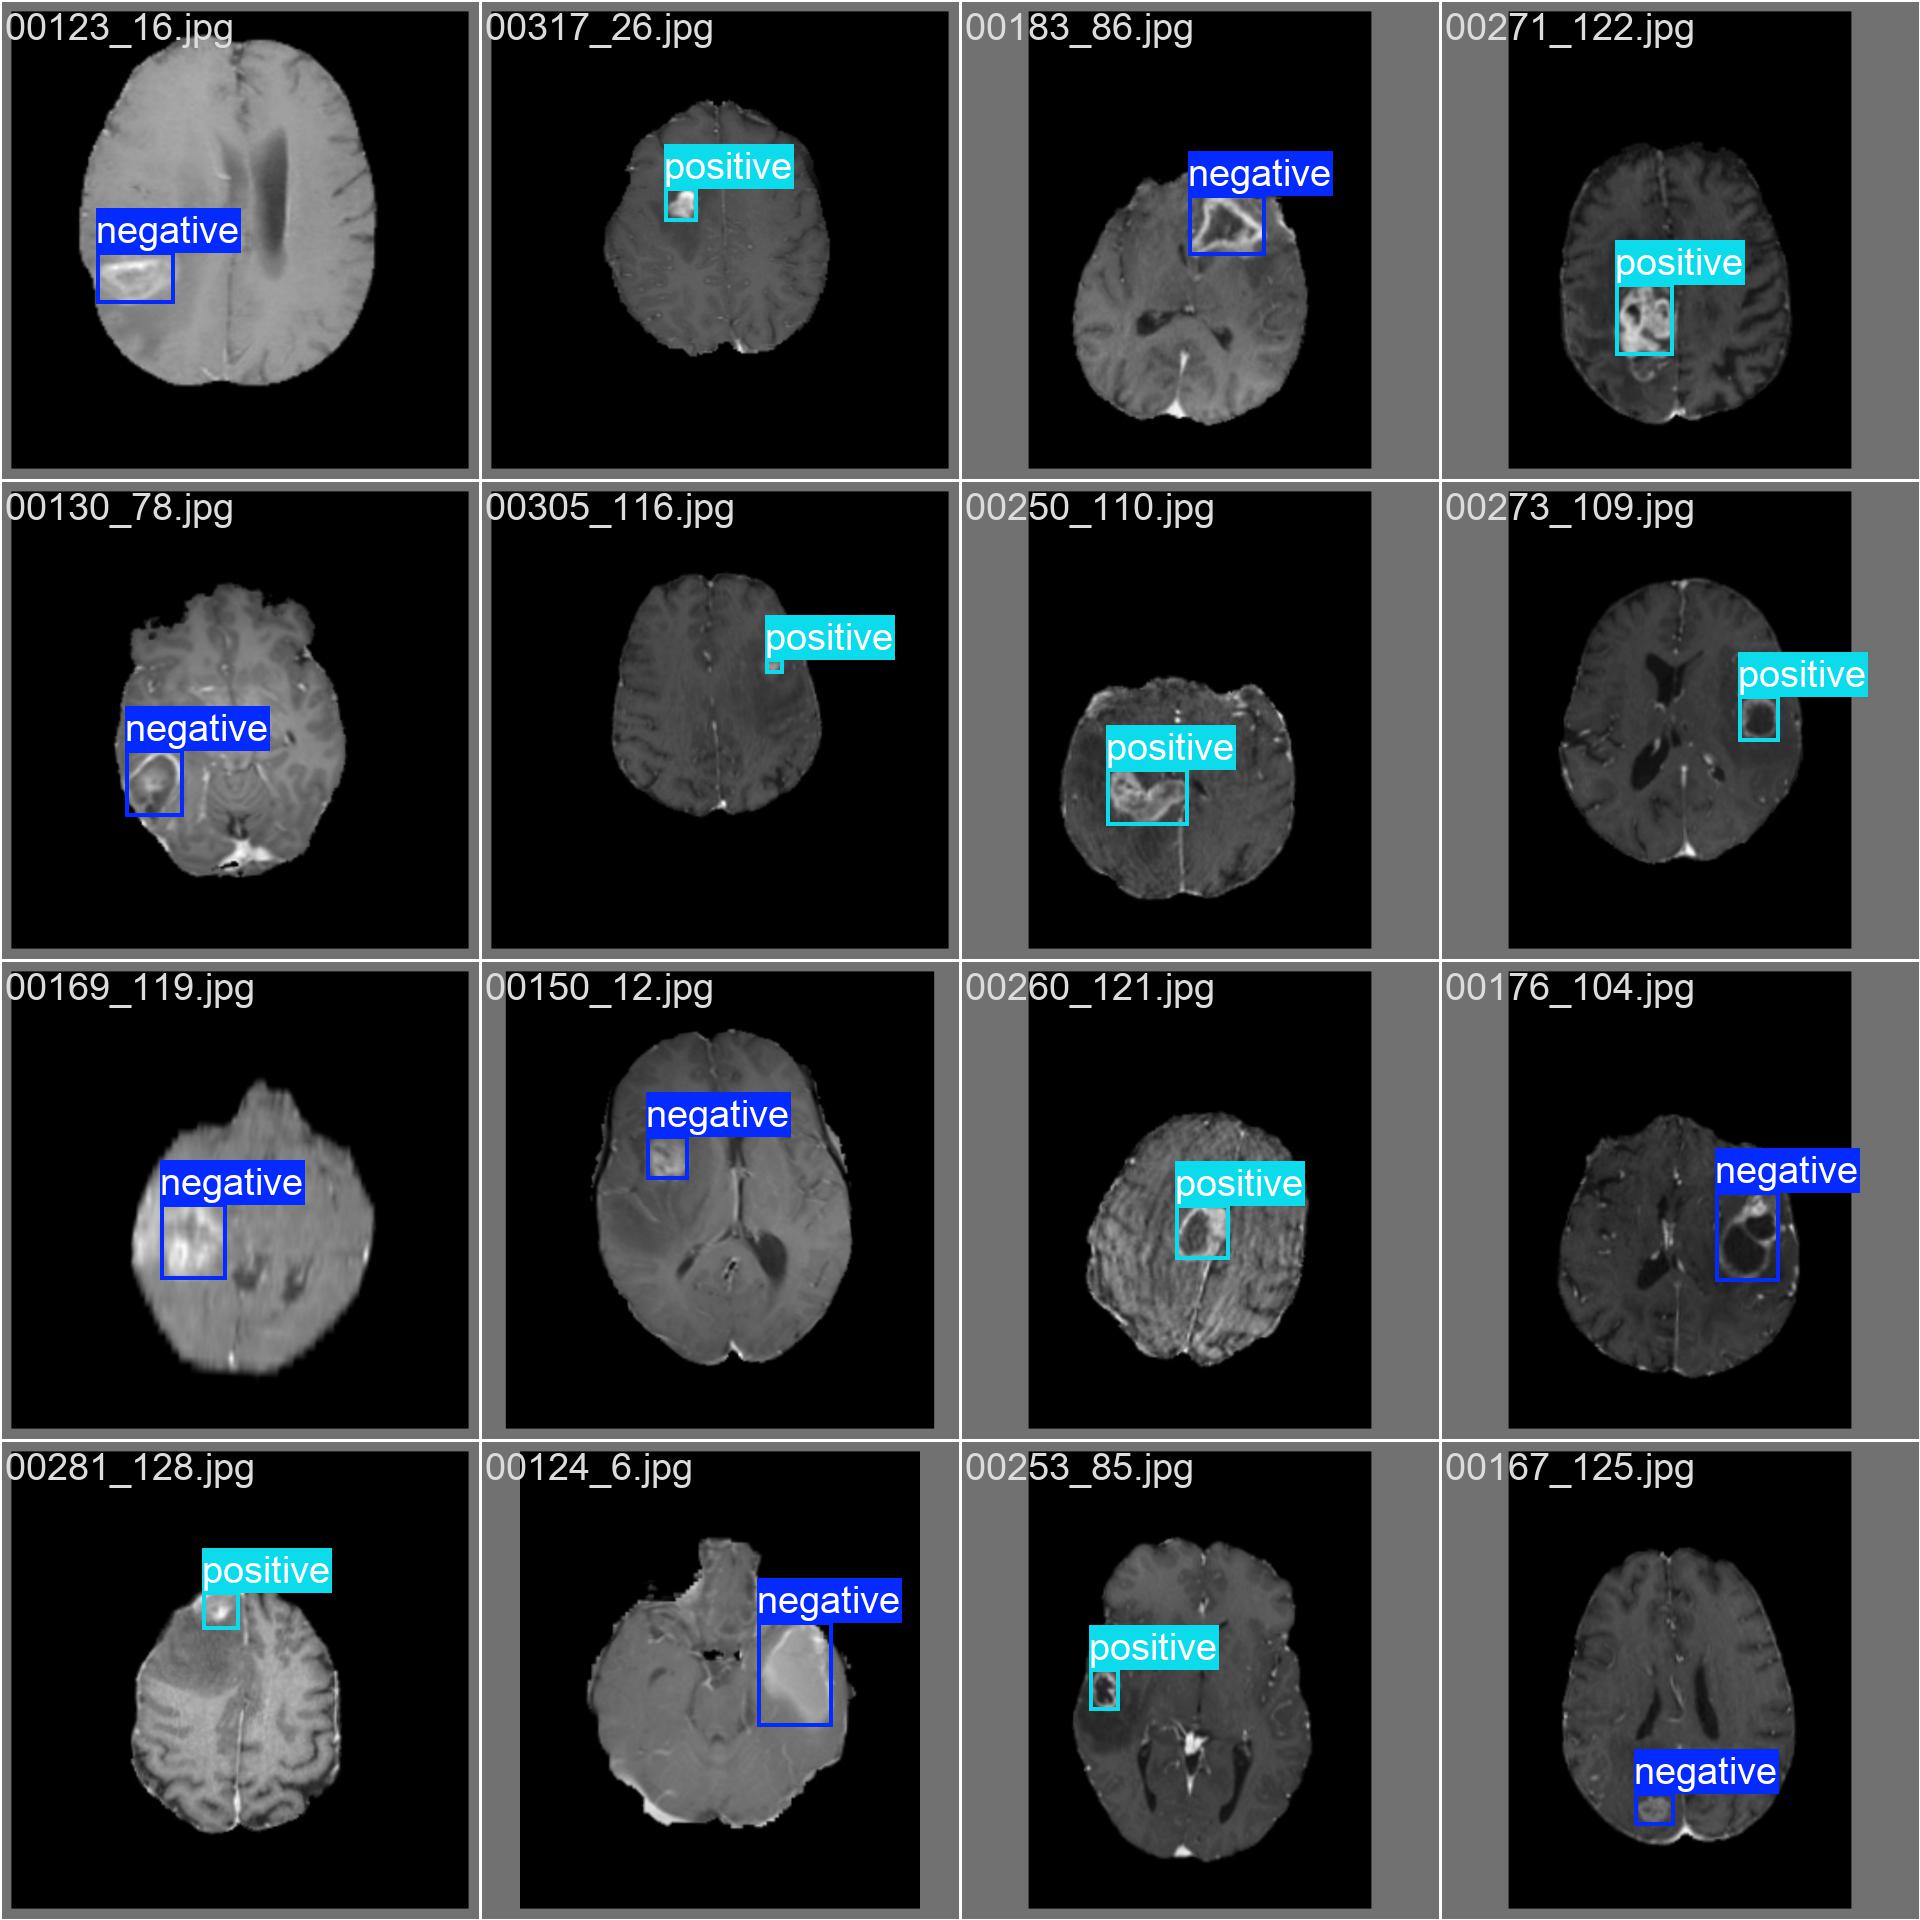 00123_16.jpg
negative
00317_26.jpg
positive
00183_86.jpg
negative
00271_122.jpg
positive
00130_78.jpg
negative
00305_116.jpg
positive
00250_110.jpg
positive
00273_109.jpg
positive
00169_119.jpg
negative
00150_12.jpg
negative
00260_121.jpg
positive
00176_104.jpg
negative
00281_128.jpg
positive
00124_6.jpg
negative
00253_85.jpg
positive
00167_125.jpg
negative